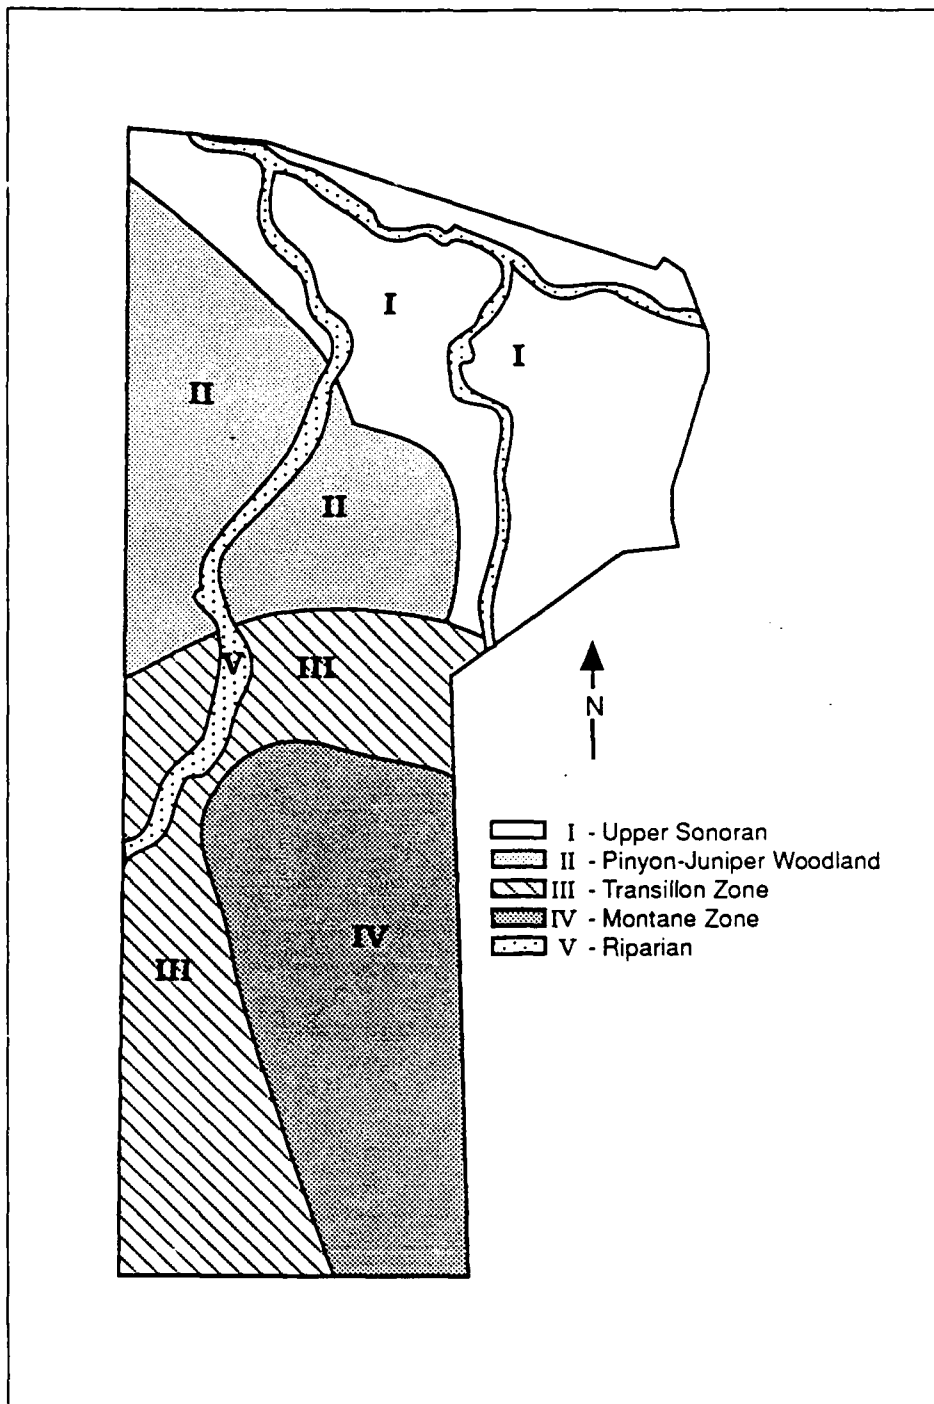 I
I
II
II
V
III
N
I - Upper Sonoran
II - Pinyon-Juniper Woodland
III - Transillon Zone
IV - Montane Zone
V - Riparian
IV
III